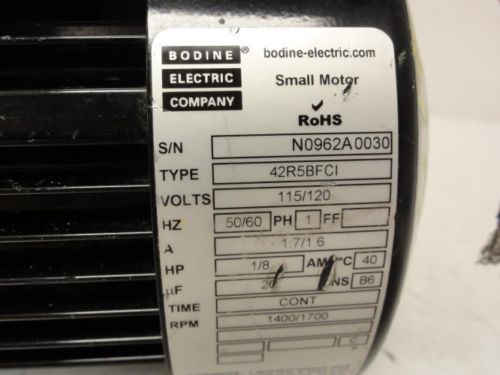 BODINE ®
ELECTRIC
COMPANY
bodine-electric.com
Small Motor
RoHS
S/N N0962A0030
TYPE 42R5BFCI
VOLTS 115/120
HZ 50/60 PH 1 FF
A 1.7/1.6
HP 1/8 AMB °C 40
µF INS B6
TIME CONT
RPM 1400/1700
C